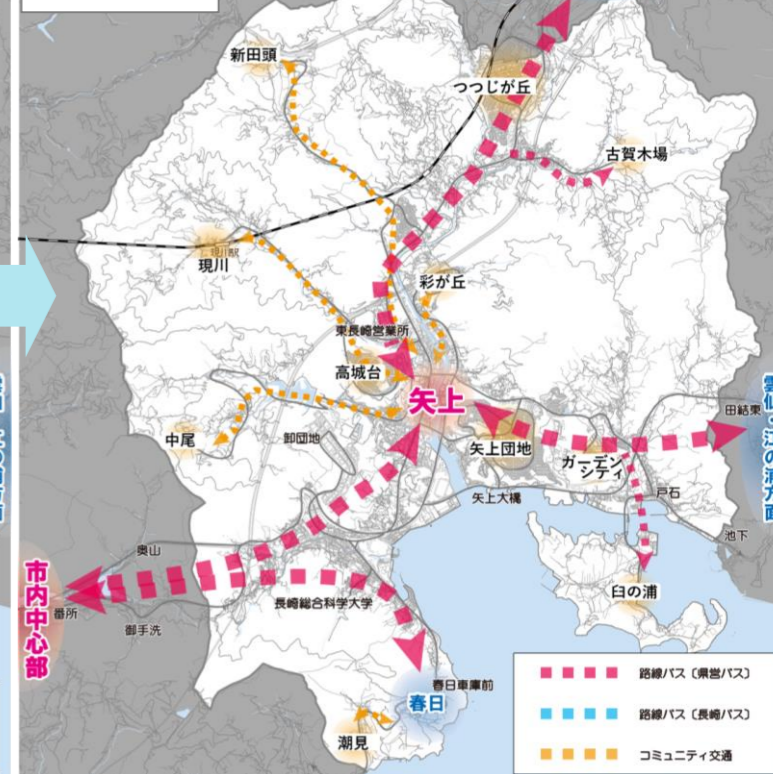 新田頭
つつじが丘
古賀木場
現川駅
現川
彩が丘
東長崎営業所
高城台
矢上
田結東
中尾
卸団地
矢上団地
ガーデン
シティ
戸石
矢上大橋
池下
奥山
市内中心部
番所
御手洗
長崎総合科学大学
臼の浦
春日車庫前
春日
潮見
路線バス〔県営バス〕
路線バス〔長崎バス〕
コミュニティ交通